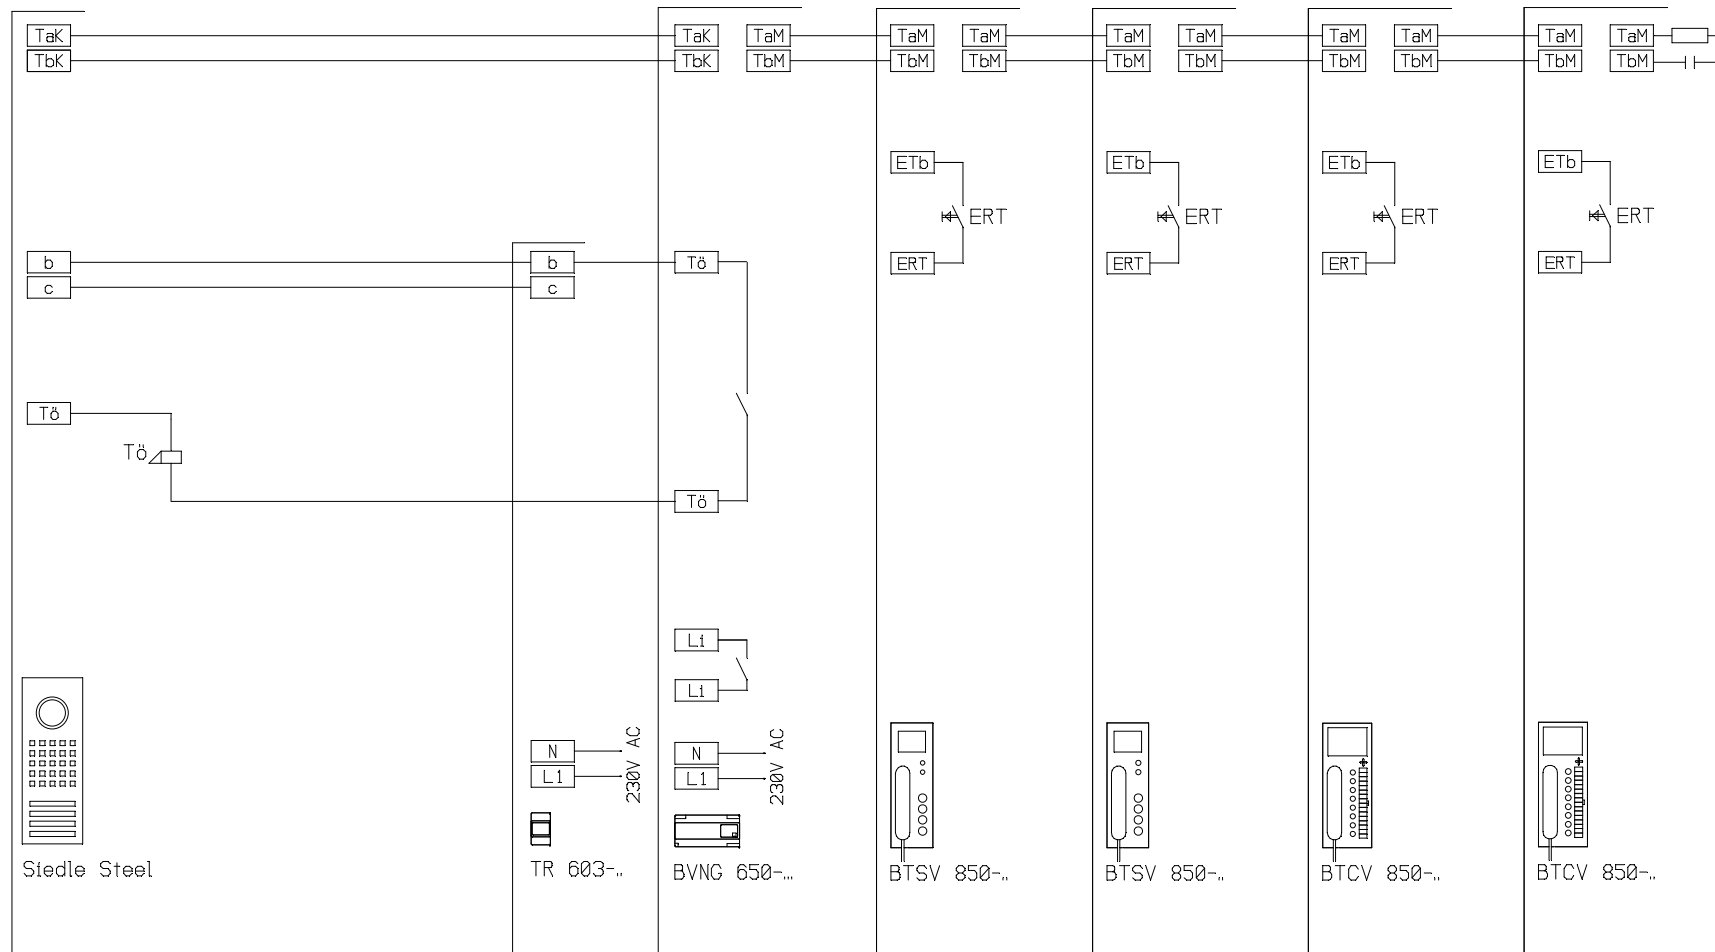 TaK TaK TaM TaM TaM TaM TaM TaM TaM TaM TaM
TbK TbK TbM TbM TbM TbM TbM TbM TbM TbM TbM
ETb ETb ETb ETb
ERT ERT ERT ERT
b b Tö ERT ERT ERT ERT
c c
Tö
Tö
Tö
Li
Li
N 230V AC N 230V AC
L1 L1
Siedle Steel TR 603-.. BVNG 650-... BTSV 850-.. BTSV 850-.. BTCV 850-.. BTCV 850-..